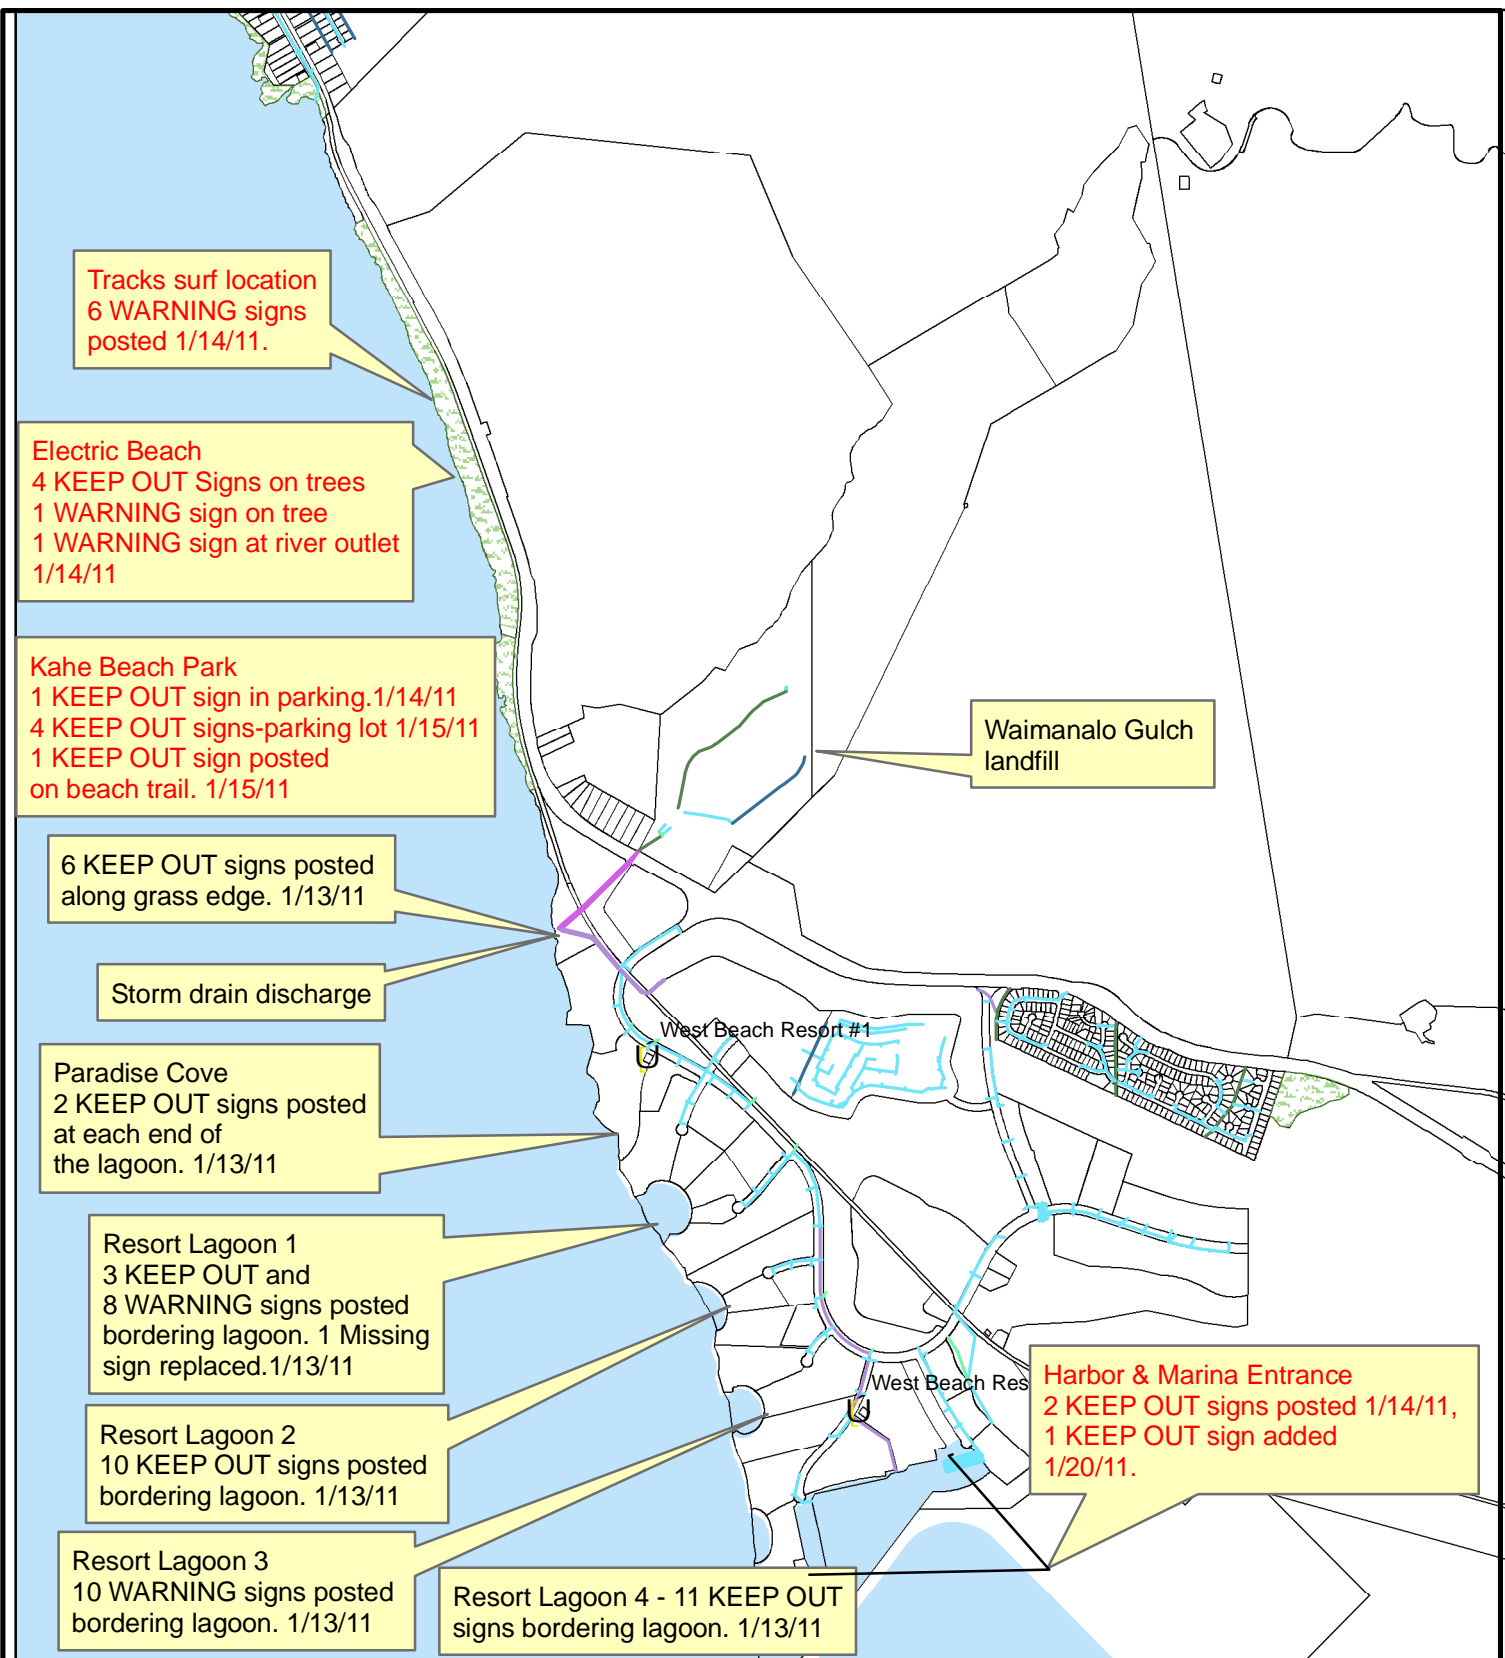 Tracks surf location
6 WARNING signs
posted 1/14/11.
Electric Beach
4 KEEP OUT Signs on trees
1 WARNING sign on tree
1 WARNING sign at river outlet
1/14/11
Kahe Beach Park
1 KEEP OUT sign in parking.1/14/11
4 KEEP OUT signs-parking lot 1/15/11
1 KEEP OUT sign posted
on beach trail. 1/15/11
Waimanalo Gulch
landfill
6 KEEP OUT signs posted
along grass edge. 1/13/11
Storm drain discharge
West Beach Resort #1
U
Paradise Cove
2 KEEP OUT signs posted
at each end of
the lagoon. 1/13/11
Resort Lagoon 1
3 KEEP OUT and
8 WARNING signs posted
bordering lagoon. 1 Missing
sign replaced.1/13/11
West Beach Res
U
Harbor & Marina Entrance
2 KEEP OUT signs posted 1/14/11,
1 KEEP OUT sign added
1/20/11.
Resort Lagoon 2
10 KEEP OUT signs posted
bordering lagoon. 1/13/11
Resort Lagoon 3
10 WARNING signs posted
bordering lagoon. 1/13/11
Resort Lagoon 4 - 11 KEEP OUT
signs bordering lagoon. 1/13/11